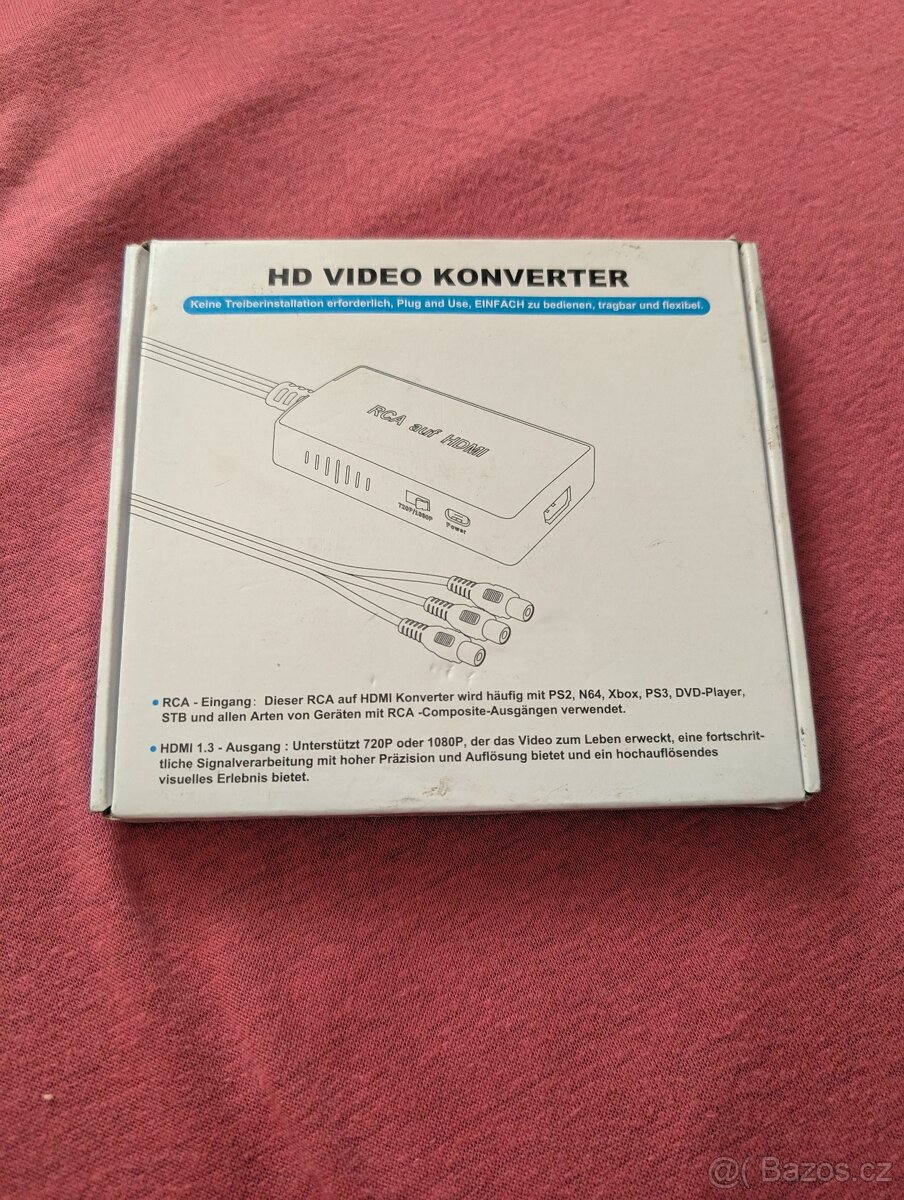 HD VIDEO KONVERTER
Keine Treiberinstallation erforderlich, Plug and Use, EINFACH zu bedienen, tragbar und flexibel.
RCA auf HDMI
720P/1080P
Power
• RCA - Eingang: Dieser RCA auf HDMI Konverter wird häufig mit PS2, N64, Xbox, PS3, DVD-Player,
STB und allen Arten von Geräten mit RCA -Composite-Ausgängen verwendet.
• HDMI 1.3 - Ausgang : Unterstützt 720P oder 1080P, der das Video zum Leben erweckt, eine fortschrit-
tliche Signalverarbeitung mit hoher Präzision und Auflösung bietet und ein hochauflösendes
visuelles Erlebnis bietet.
@( Bazos.cz